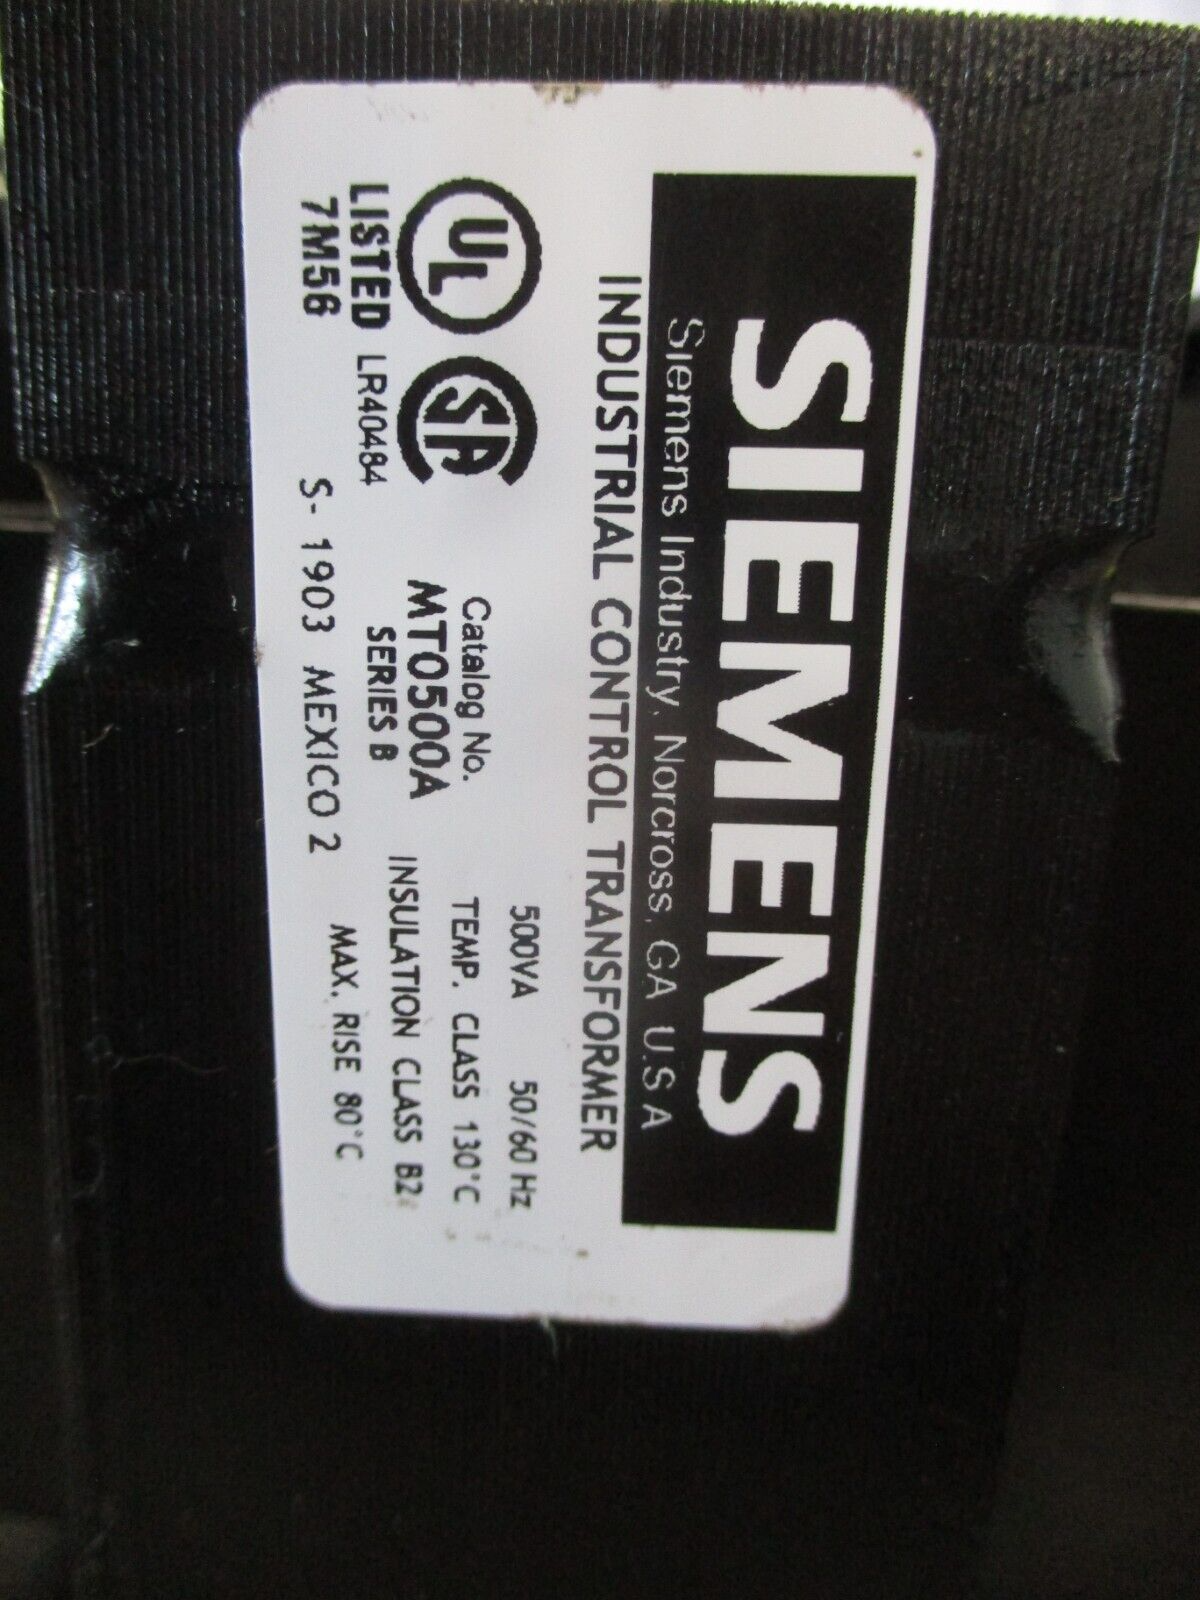 SIEMENS
Siemens Industry, Norcross, GA U.S.A
INDUSTRIAL CONTROL TRANSFORMER
UL
LISTED
7M56
SA
LR40484
Catalog No.
MT0500A
SERIES B
S- 1903 MEXICO 2
500VA 50/60 Hz
TEMP. CLASS 130°C
INSULATION CLASS B2
MAX. RISE 80°C